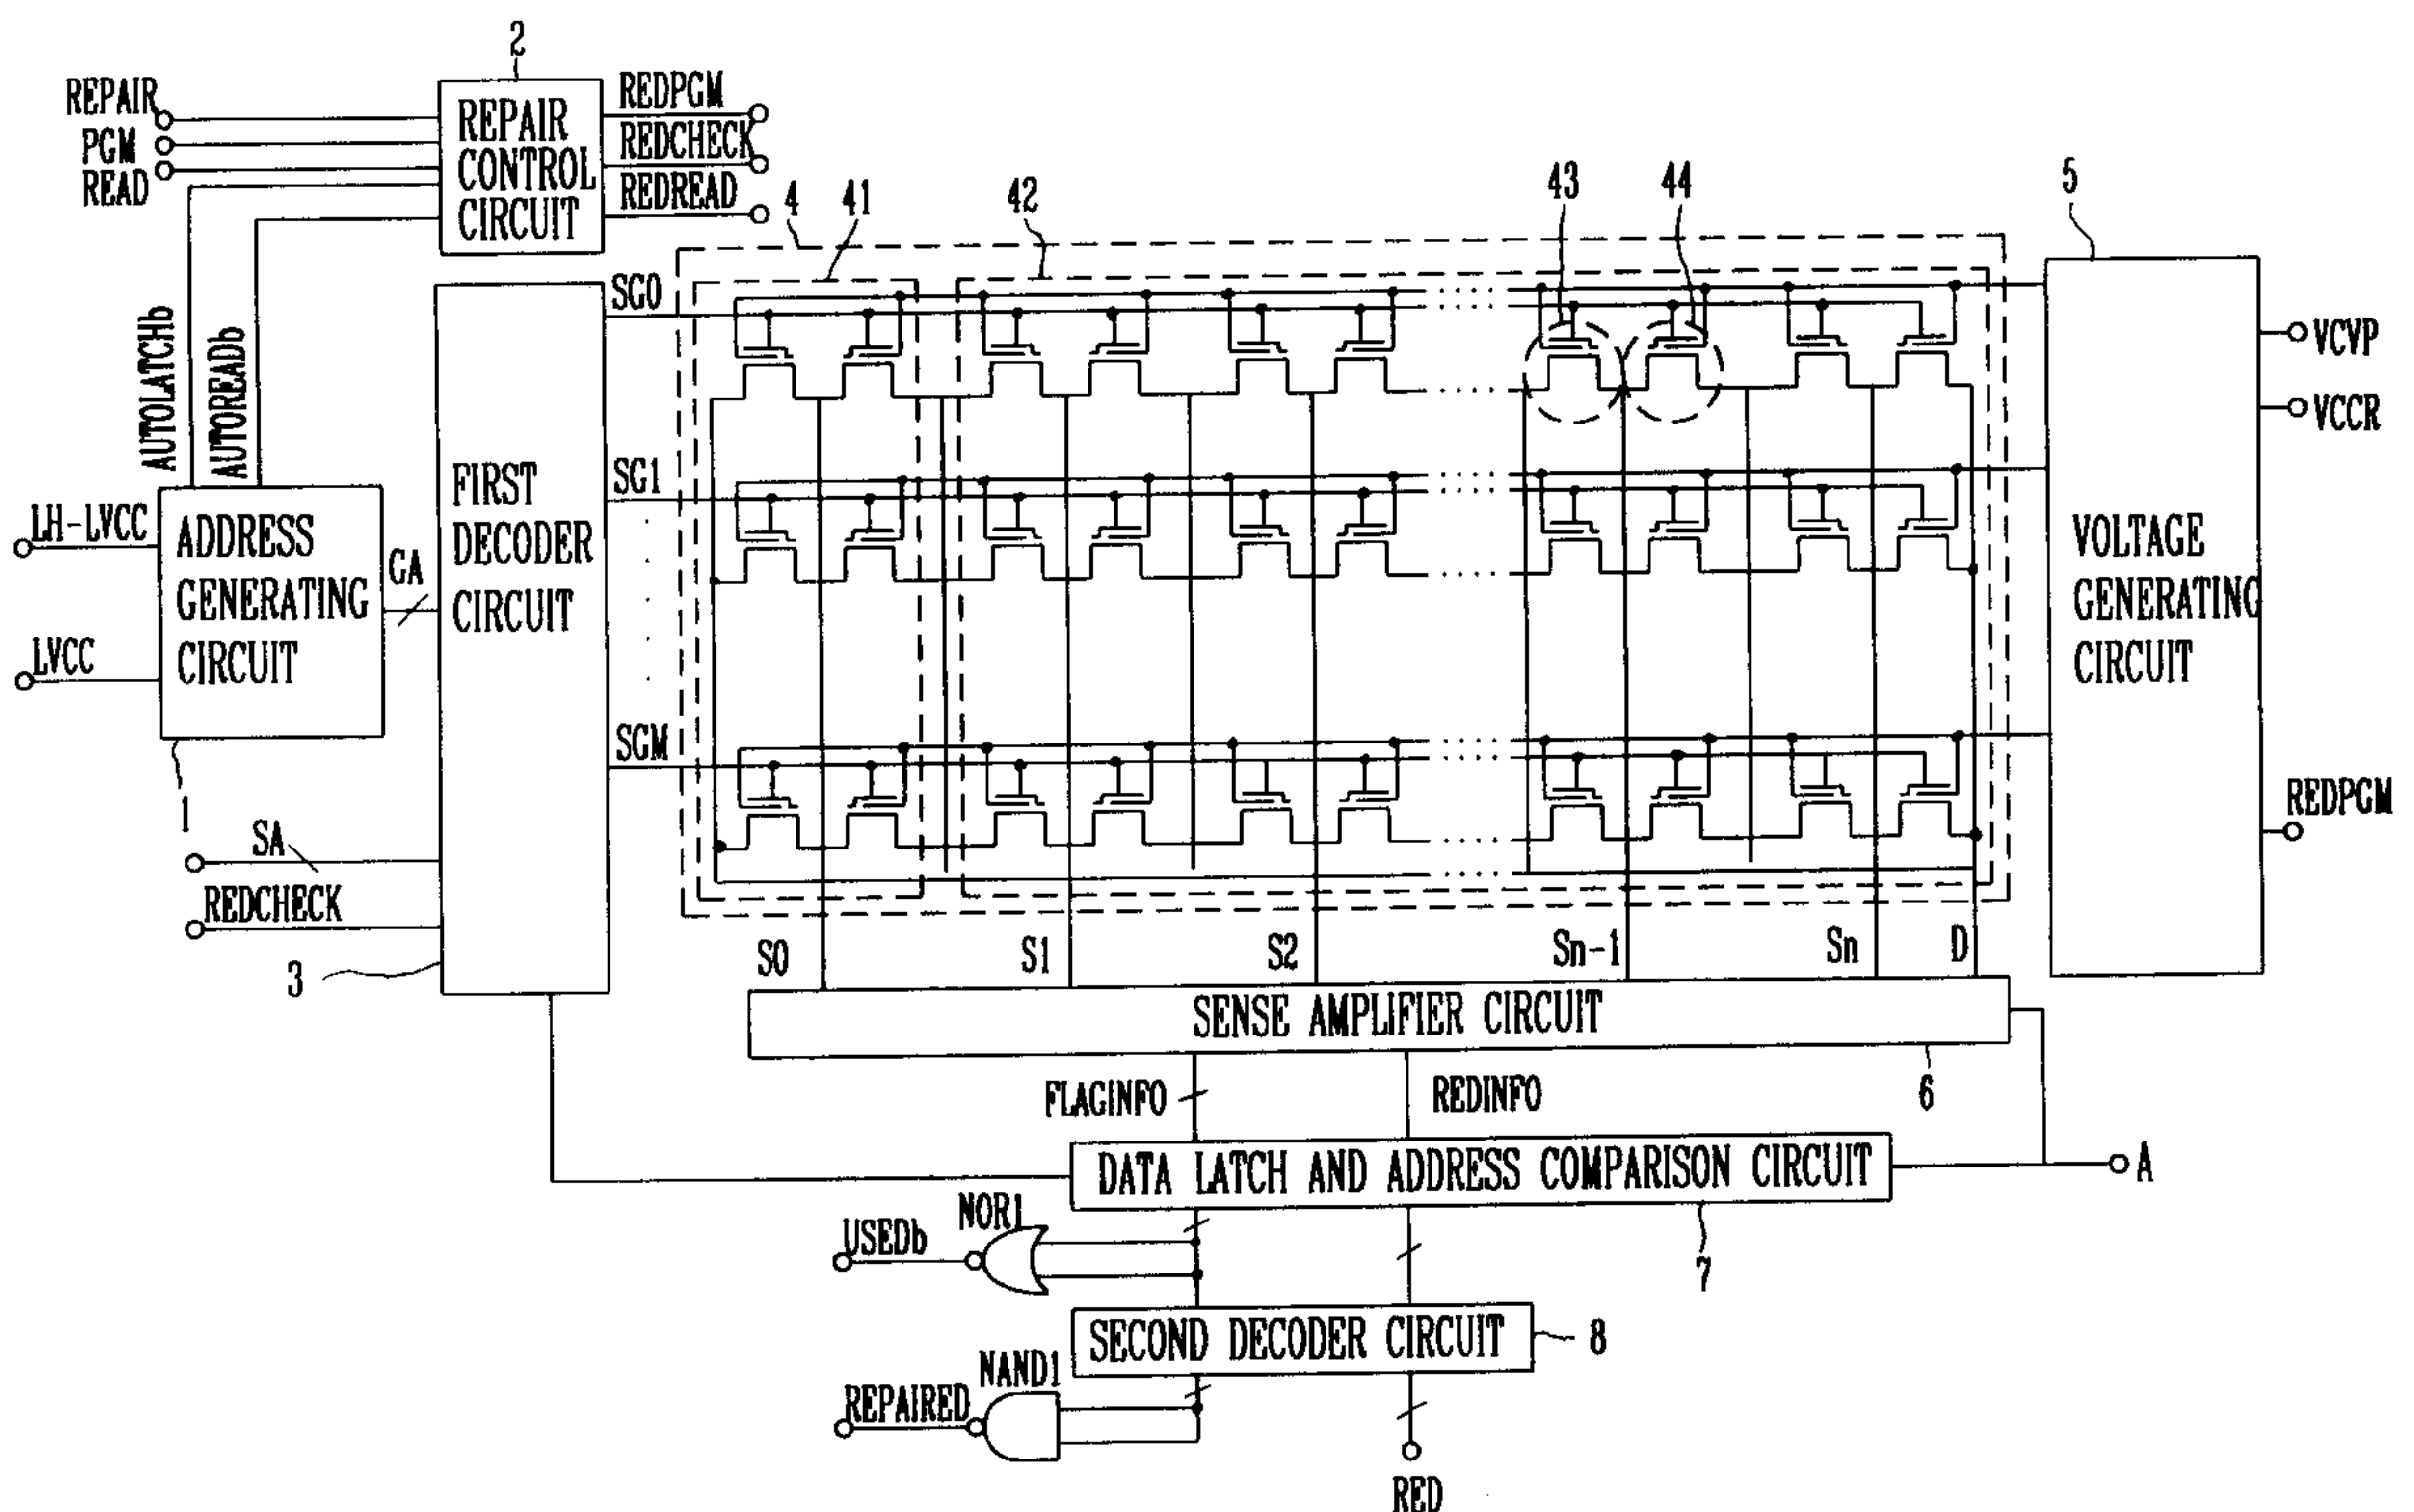 2
REPAIR
PGM
READ
REPAIR
CONTROL
CIRCUIT
REDPGM
REDCHECK
REDREAD
4
41
42
43
44
5
AUTOLATCHb
AUTOREADb
SG0
SG1
SGM
FIRST
DECODER
CIRCUIT
LH-LVCC
LVCC
ADDRESS
GENERATING
CIRCUIT
GA
1
SA
REDCHECK
3
VOLTAGE
GENERATING
CIRCUIT
VCVP
VCCR
REDPGM
S0
S1
S2
Sn-1
Sn
D
SENSE AMPLIFIER CIRCUIT
6
FLAGINFO
REDINFO
DATA LATCH AND ADDRESS COMPARISON CIRCUIT
A
7
USEDb
NOR1
SECOND DECODER CIRCUIT
8
REPAIRED
NAND1
RED